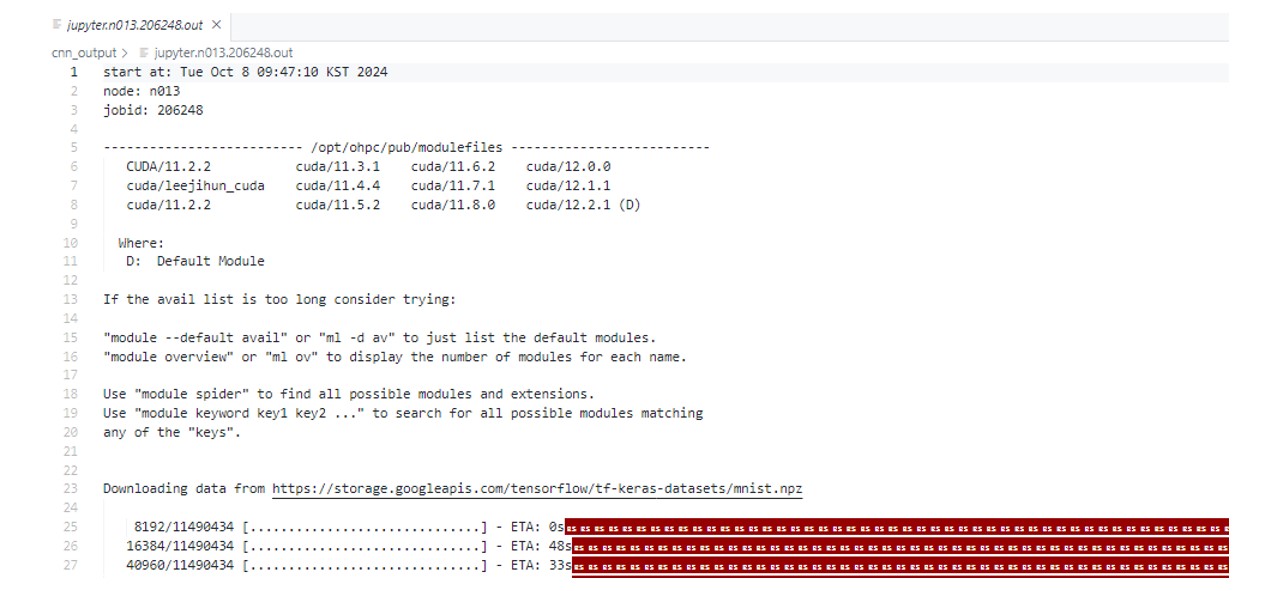 jupyter.n013.206248.out ×
cnn_output > jupyter.n013.206248.out
1 start at: Tue Oct 8 09:47:10 KST 2024
2 node: n013
3 jobid: 206248
4
5 -------------------------- /opt/ohpc/pub/modulefiles --------------------------
6 CUDA/11.2.2 cuda/11.3.1 cuda/11.6.2 cuda/12.0.0
7 cuda/leejihun_cuda cuda/11.4.4 cuda/11.7.1 cuda/12.1.1
8 cuda/11.2.2 cuda/11.5.2 cuda/11.8.0 cuda/12.2.1 (D)
9
10 Where:
11 D: Default Module
12
13 If the avail list is too long consider trying:
14
15 "module --default avail" or "ml -d av" to just list the default modules.
16 "module overview" or "ml ov" to display the number of modules for each name.
17
18 Use "module spider" to find all possible modules and extensions.
19 Use "module keyword key1 key2 ..." to search for all possible modules matching
20 any of the "keys".
21
22
23 Downloading data from https://storage.googleapis.com/tensorflow/tf-keras-datasets/mnist.npz
24
25 8192/11490434 [..............................] - ETA: 0s
26 16384/11490434 [..............................] - ETA: 48s
27 40960/11490434 [..............................] - ETA: 33s